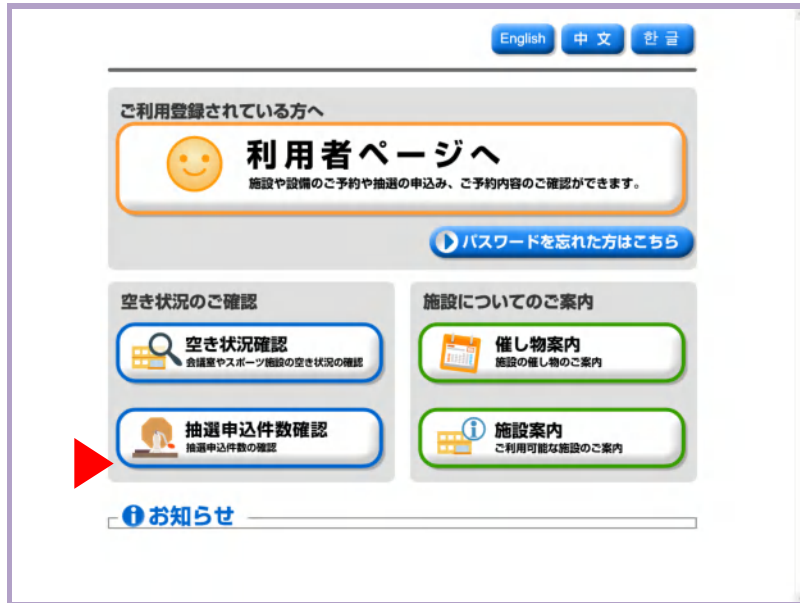 English 中文 한글
ご利用登録されている方へ
利用者ページへ
施設や設備のご予約や抽選の申込み、ご予約内容のご確認ができます。
パスワードを忘れた方はこちら
空き状況のご確認
空き状況確認
会議室やスポーツ施設の空き状況の確認
抽選申込件数確認
抽選申込件数の確認
施設についてのご案内
催し物案内
施設の催し物のご案内
施設案内
ご利用可能な施設のご案内
お知らせ